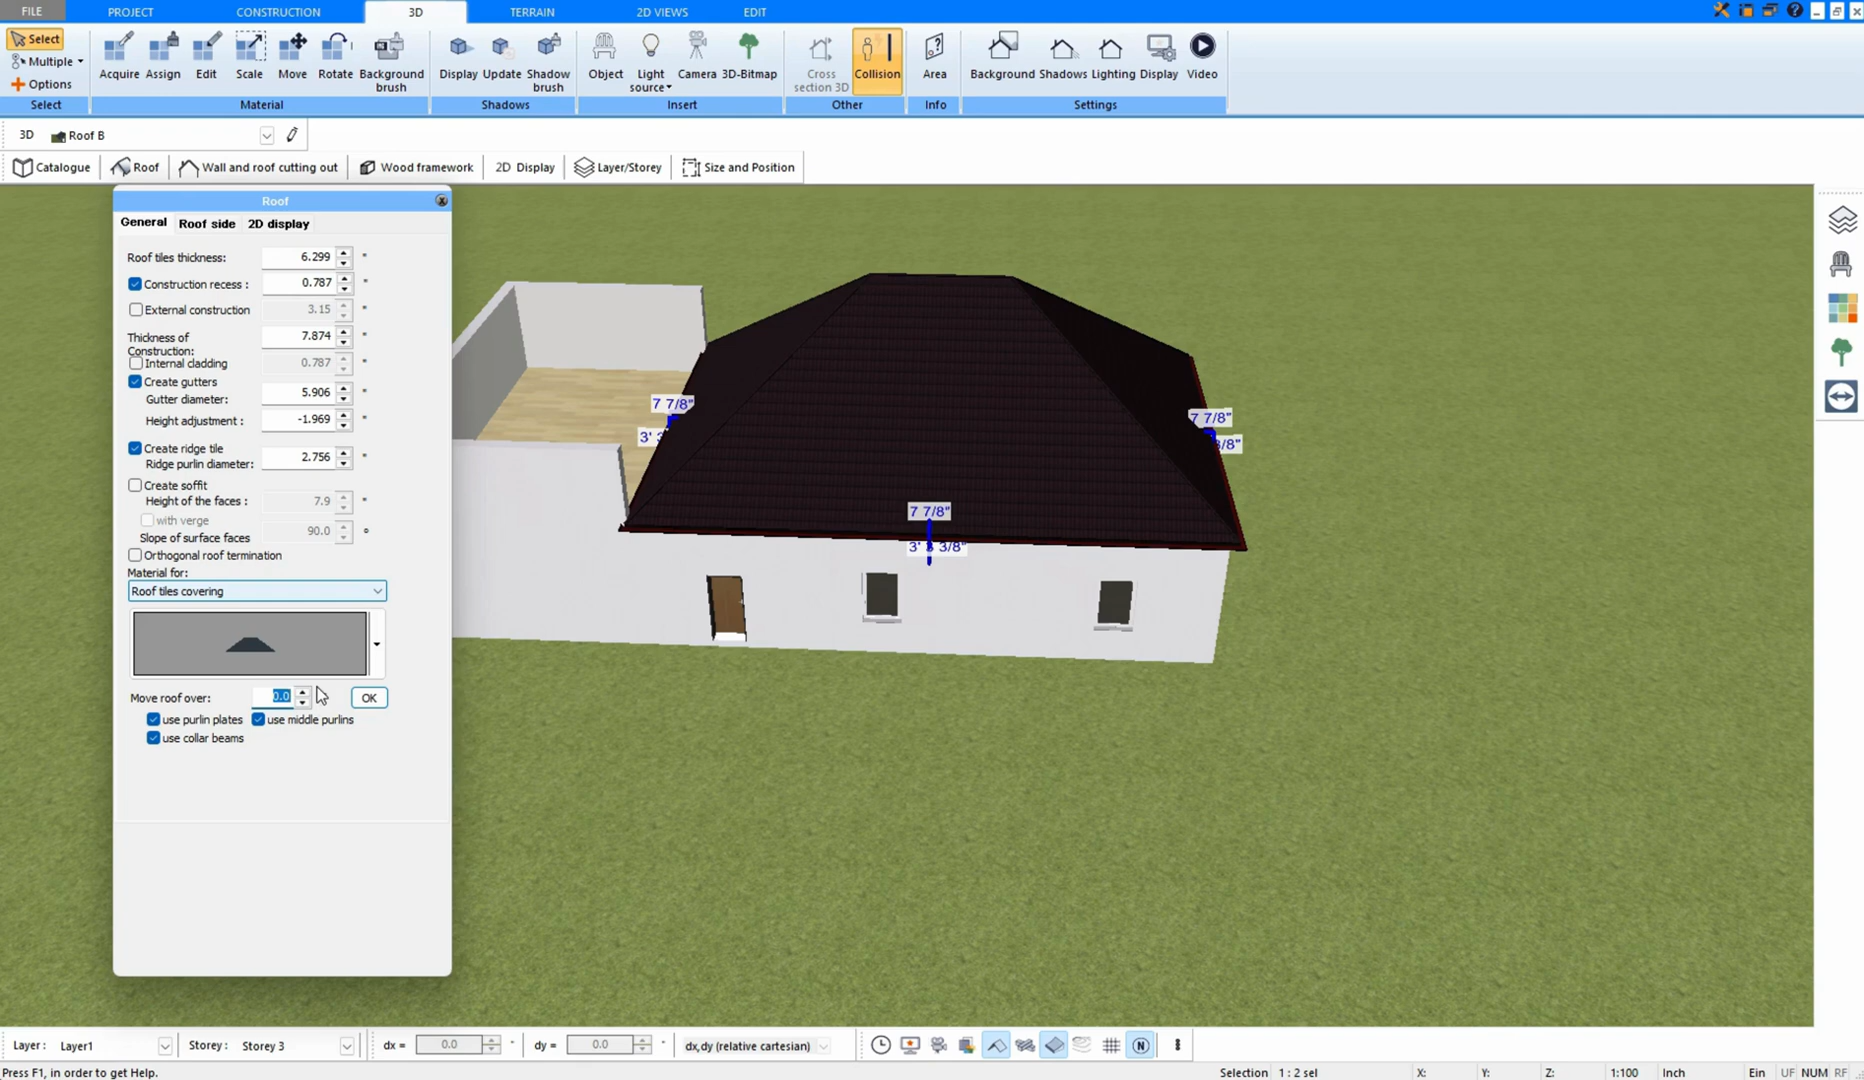 FILE PROJECT CONSTRUCTION 3D TERRAIN 2D VIEWS EDIT
Select
Multiple
Options
Acquire Assign Edit Scale Move Rotate Background brush
Display Update Shadow brush
Object Light source Camera 3D-Bitmap
Cross section 3D Collision
Area
Background Shadows Lighting Display Video
Select Material Shadows Insert Other Info Settings
3D Roof B
Catalogue Roof Wall and roof cutting out Wood framework 2D Display Layer/Storey Size and Position
Roof
General Roof side 2D display
Roof tiles thickness: 6.299 "
Construction recess : 0.787 "
External construction 3.15 "
Thickness of Construction: 7.874 "
Internal cladding 0.787 "
Create gutters
Gutter diameter: 5.906 "
Height adjustment : -1.969 "
Create ridge tile
Ridge purlin diameter: 2.756 "
Create soffit
Height of the faces : 7.9 "
with verge
Slope of surface faces 90.0 °
Orthogonal roof termination
Material for:
Roof tiles covering
Move roof over: 0.0 OK
use purlin plates use middle purlins
use collar beams
7 7/8"
3'
7 7/8"
3/8"
7 7/8"
3' 3 3/8"
Layer : Layer1 Storey : Storey 3 dx = 0.0 " dy = 0.0 " dx,dy (relative cartesian) N
Press F1, in order to get Help. Selection 1 : 2 sel X: Y: Z: 1:100 Inch Ein UF NUM RF